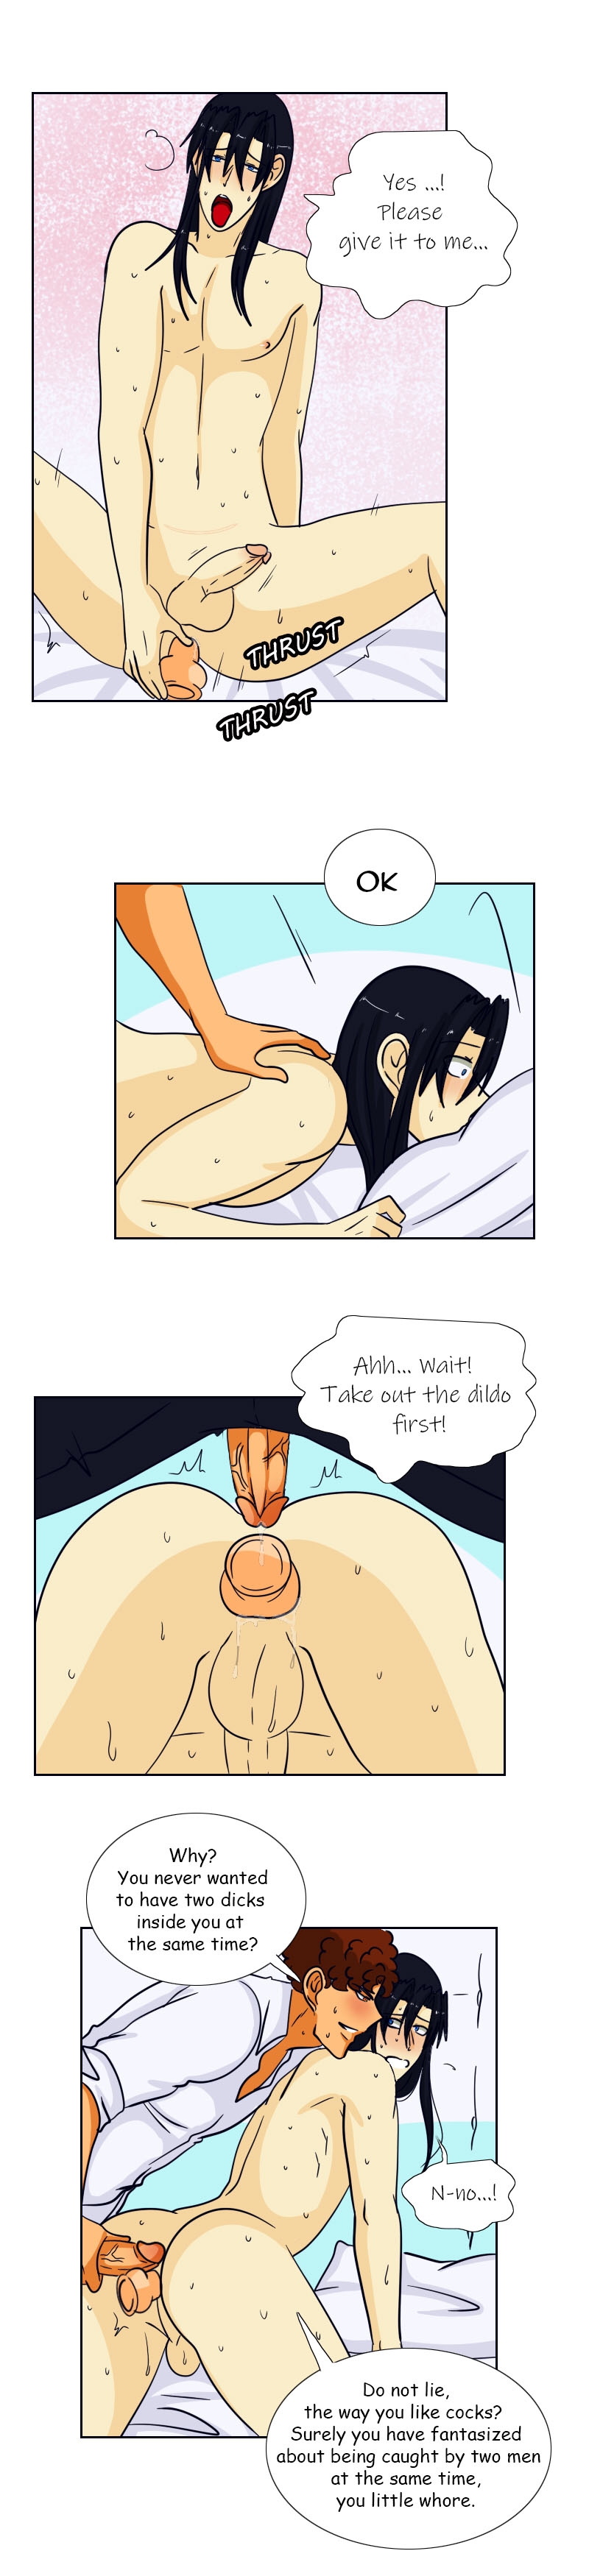 Yes ...!
Please
give it to me...
THRUST
THRUST
OK
Ahh... Wait!
Take out the dildo
first!
Why?
You never wanted
to have two dicks
inside you at
the same time?
N-no...!
Do not lie,
the way you like cocks?
Surely you have fantasized
about being caught by two men
at the same time,
you little whore.